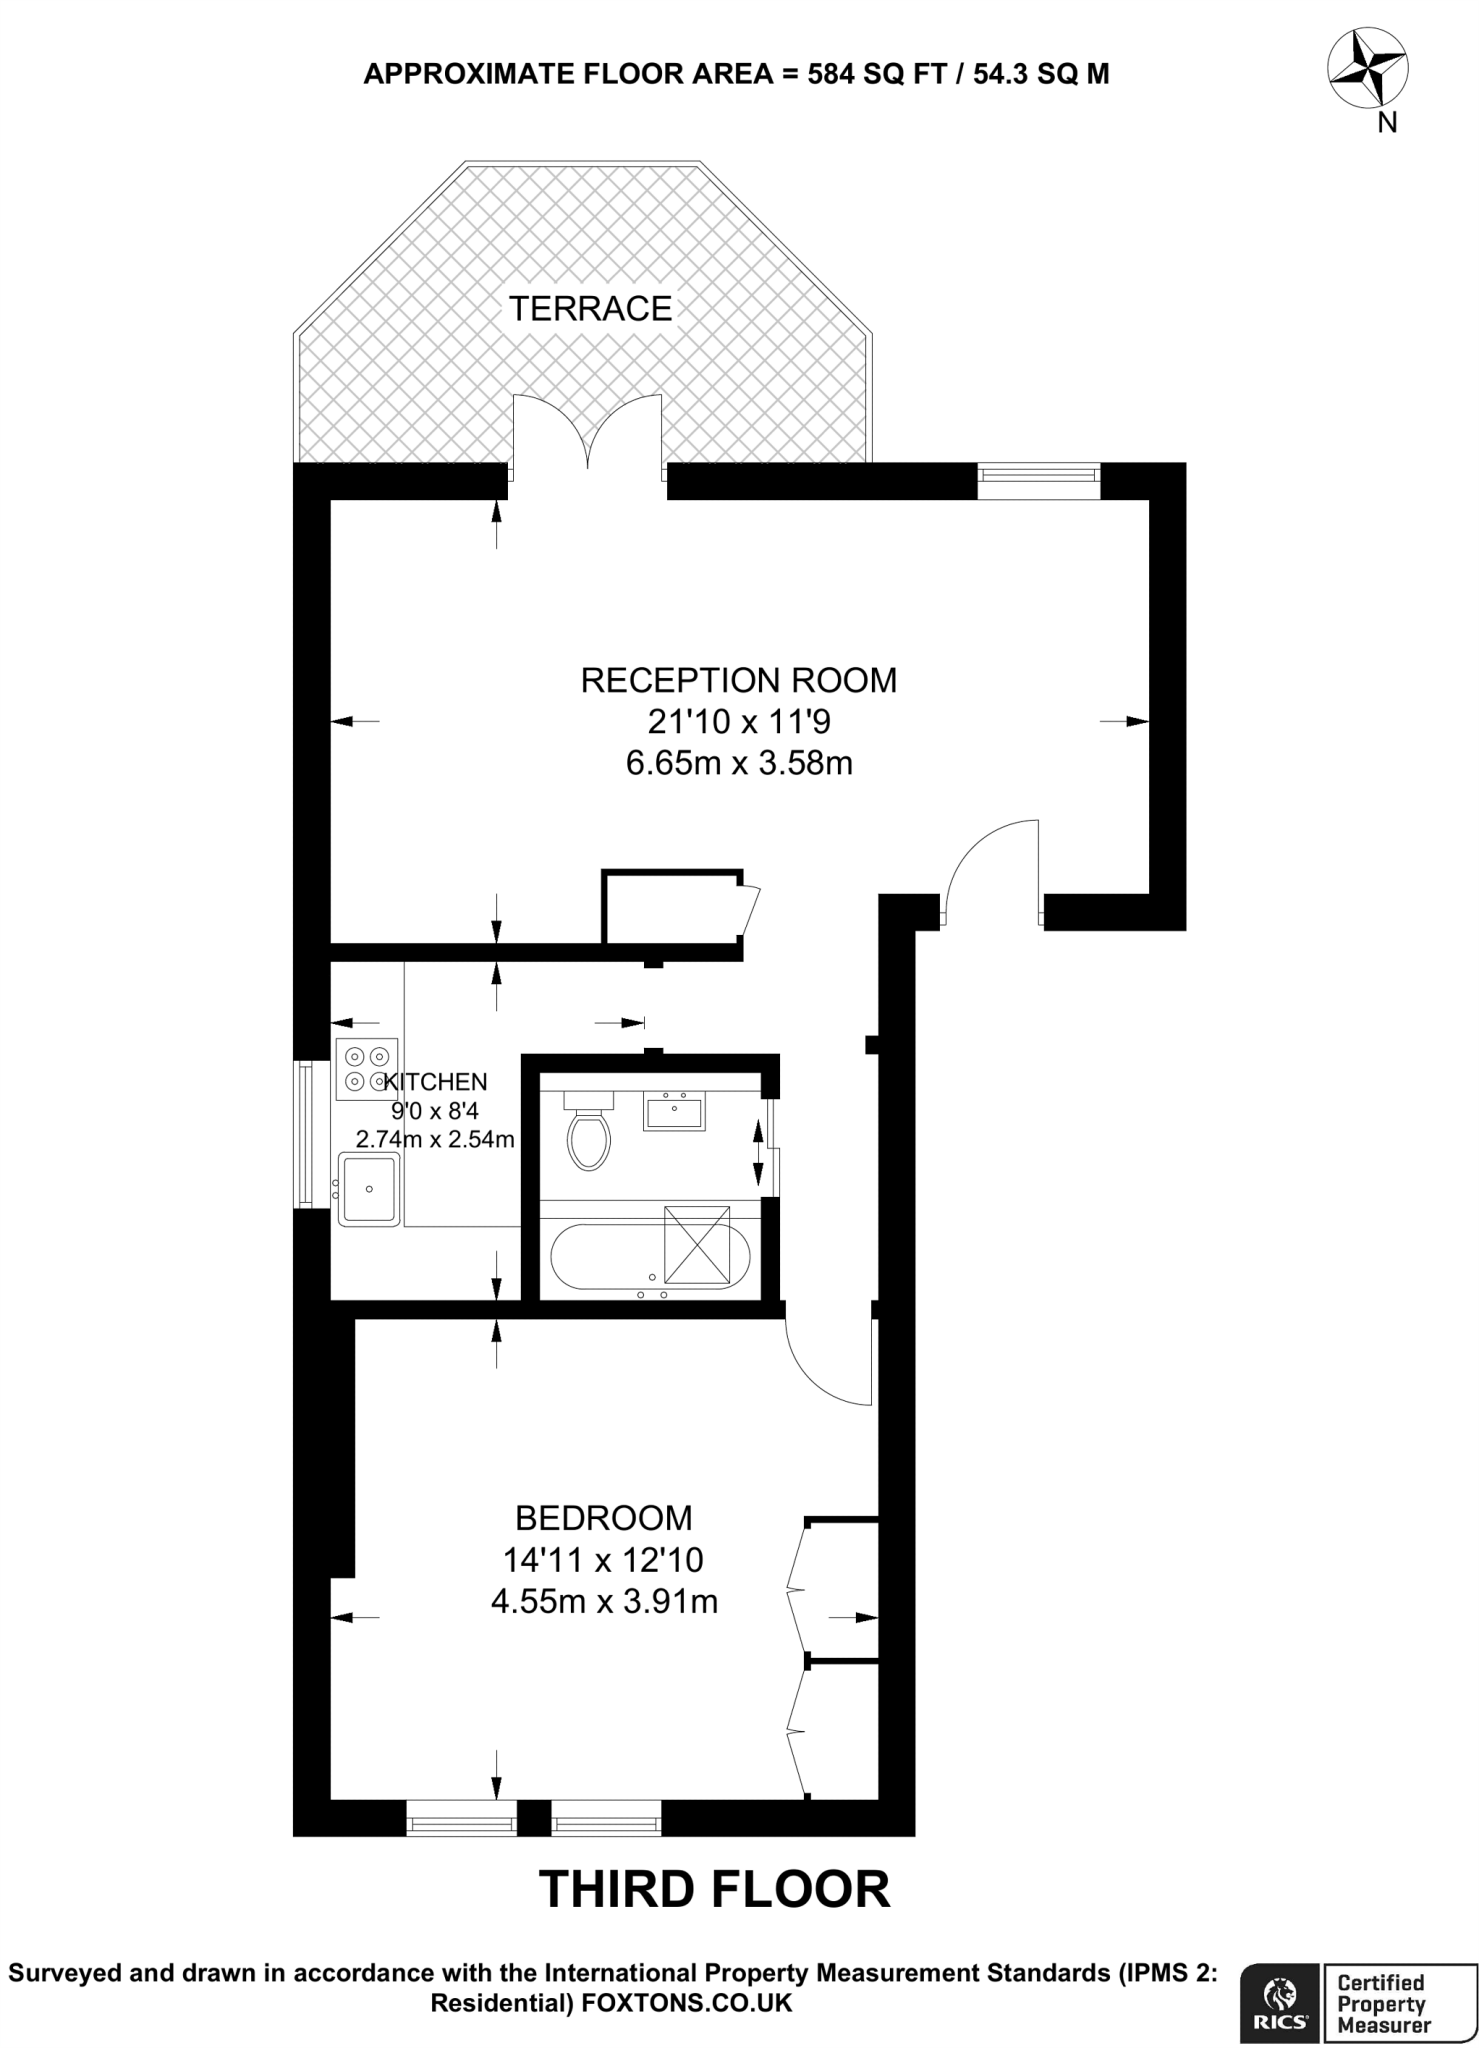 APPROXIMATE FLOOR AREA = 584 SQ FT / 54.3 SQ M
N
TERRACE
RECEPTION ROOM
21'10 x 11'9
6.65m x 3.58m
KITCHEN
9'0 x 8'4
2.74m x 2.54m
BEDROOM
14'11 x 12'10
4.55m x 3.91m
THIRD FLOOR
Surveyed and drawn in accordance with the International Property Measurement Standards (IPMS 2:
Residential) FOXTONS.CO.UK
RICS
Certified
Property
Measurer